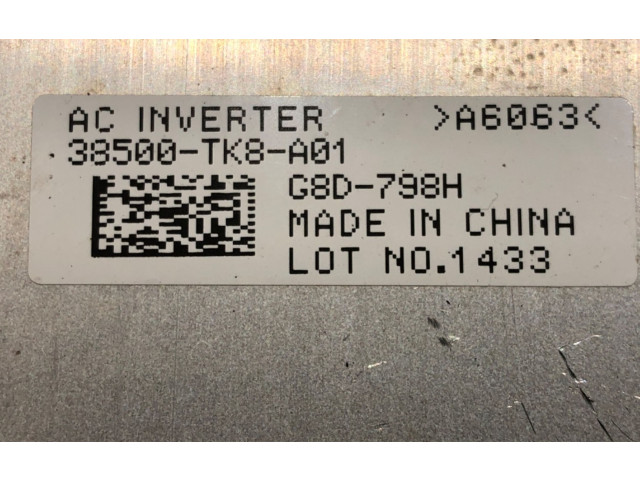 AC INVERTER >A6063<
38500-TK8-A01
G8D-798H
MADE IN CHINA
LOT NO.1433